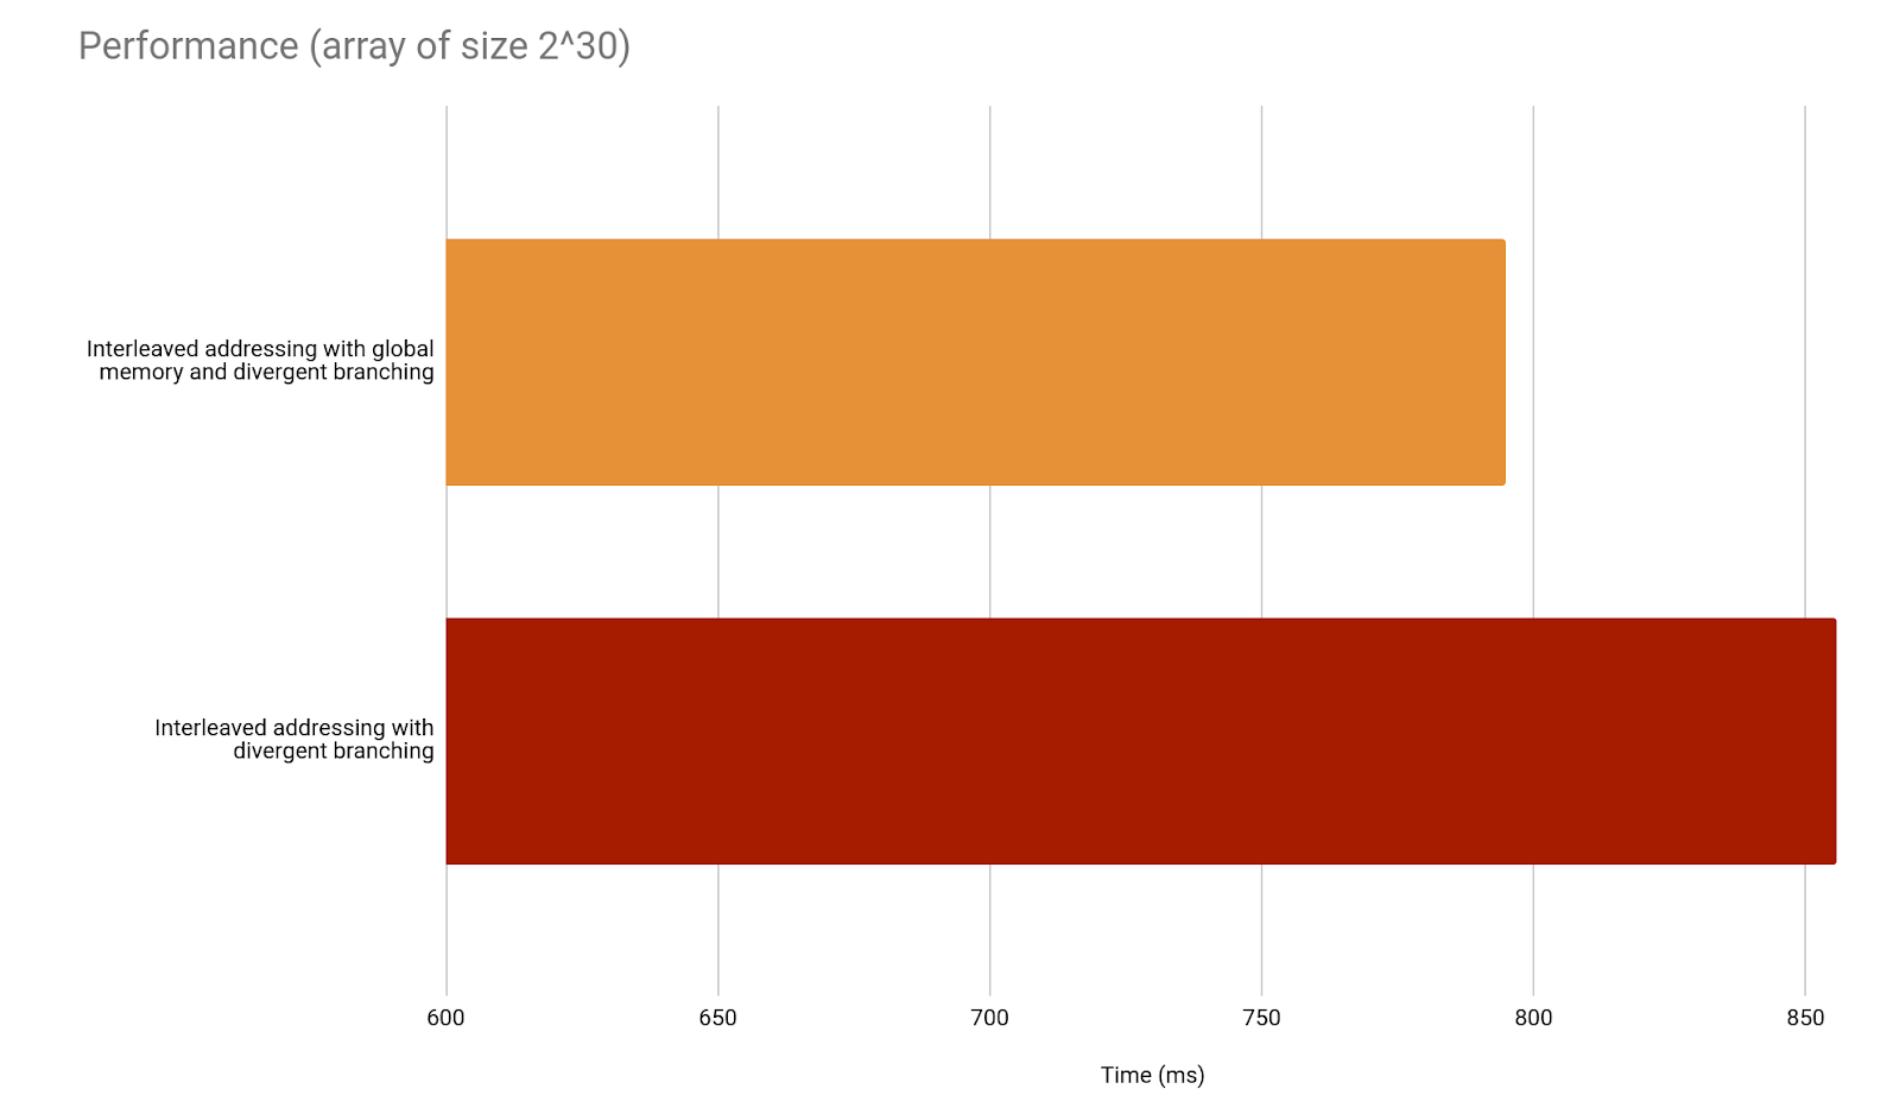 Performance (array of size 2^30)
Interleaved addressing with global
memory and divergent branching
Interleaved addressing with
divergent branching
600
650
700
750
800
850
Time (ms)